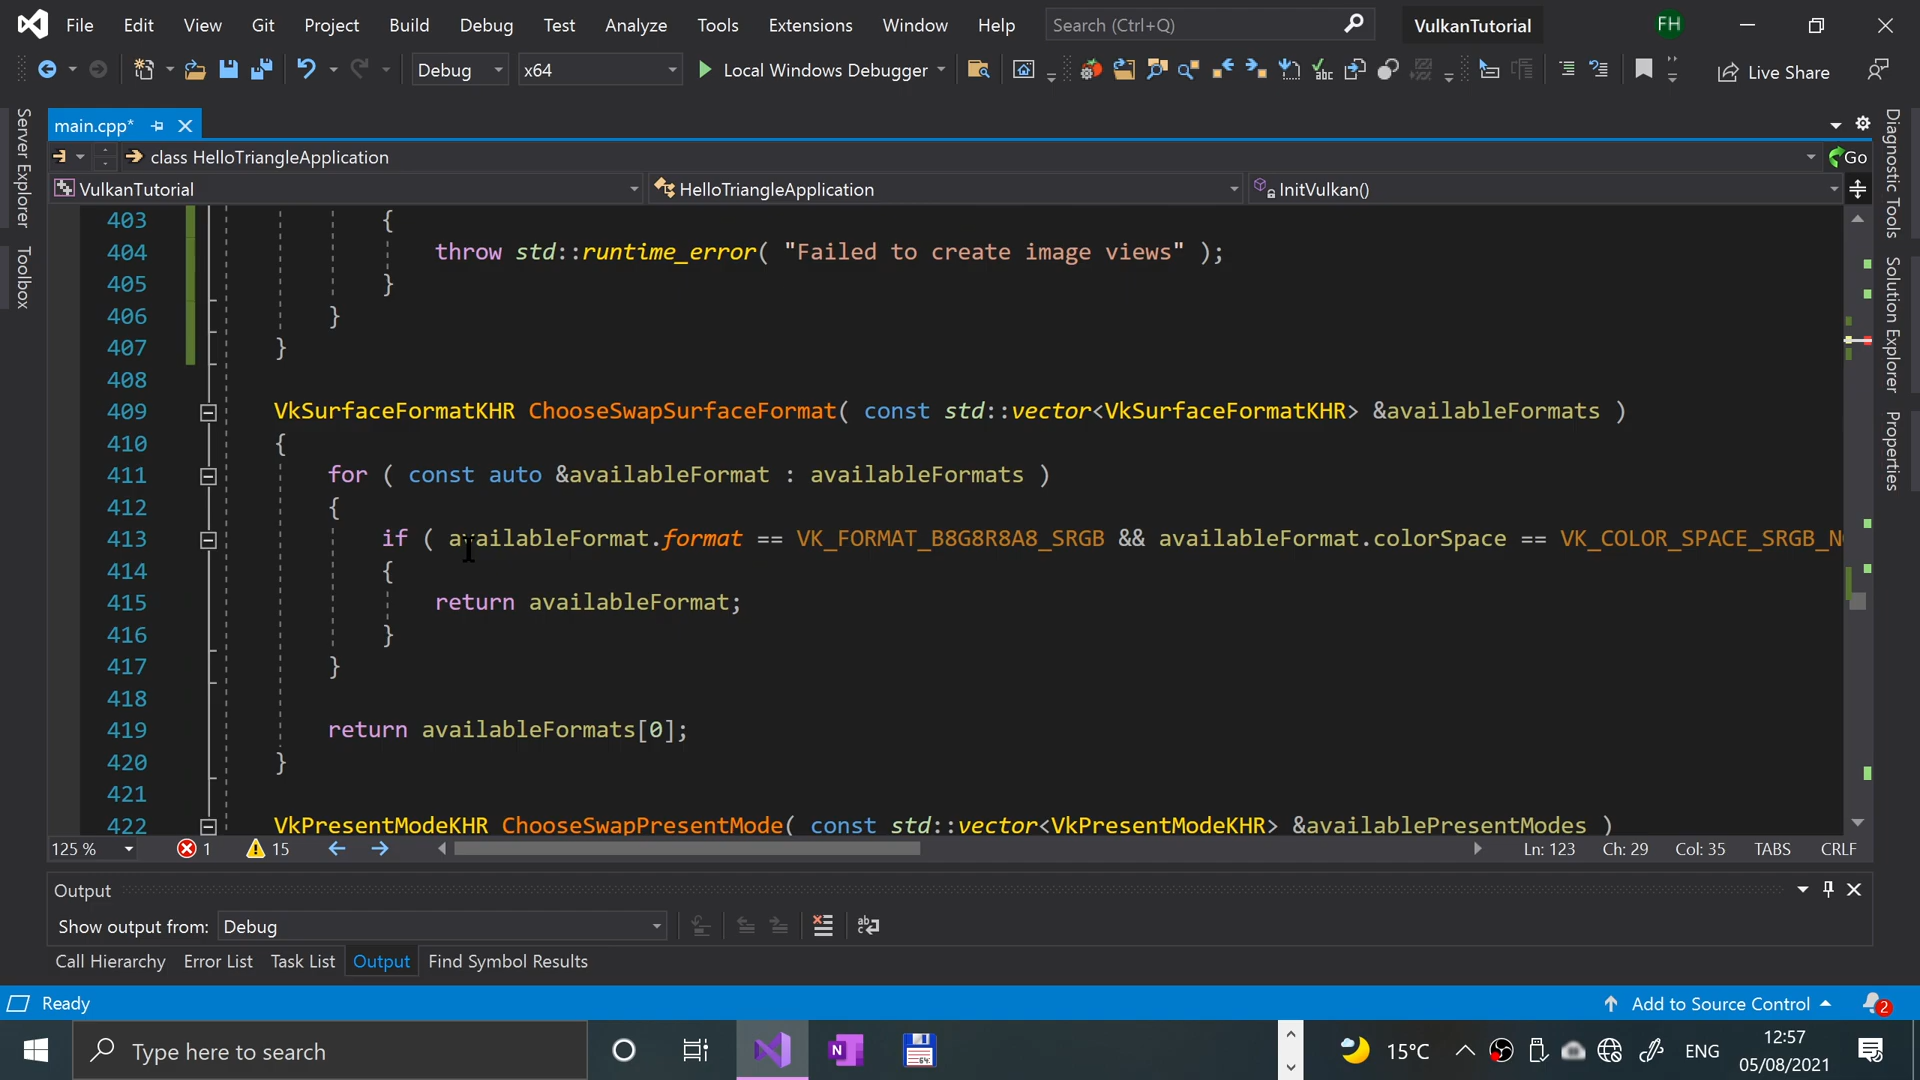 File Edit View Git Project Build Debug Test Analyze Tools Extensions Window Help Search (Ctrl+Q) VulkanTutorial FH
Debug x64 Local Windows Debugger Live Share
Server Explorer
Toolbox
main.cpp*
class HelloTriangleApplication Go
VulkanTutorial HelloTriangleApplication InitVulkan()
403 {
404 throw std::runtime_error( "Failed to create image views" );
405 }
406 }
407 }
408
409 VkSurfaceFormatKHR ChooseSwapSurfaceFormat( const std::vector<VkSurfaceFormatKHR> &availableFormats )
410 {
411 for ( const auto &availableFormat : availableFormats )
412 {
413 if ( availableFormat.format == VK_FORMAT_B8G8R8A8_SRGB && availableFormat.colorSpace == VK_COLOR_SPACE_SRGB_N
414 {
415 return availableFormat;
416 }
417 }
418
419 return availableFormats[0];
420 }
421
422 VkPresentModeKHR ChooseSwapPresentMode( const std::vector<VkPresentModeKHR> &availablePresentModes )
Diagnostic Tools
Solution Explorer
Properties
125 % 1 15 Ln: 123 Ch: 29 Col: 35 TABS CRLF
Output
Show output from: Debug
Call Hierarchy Error List Task List Output Find Symbol Results
Ready Add to Source Control 2
Type here to search 64 15°C ENG 12:57
05/08/2021